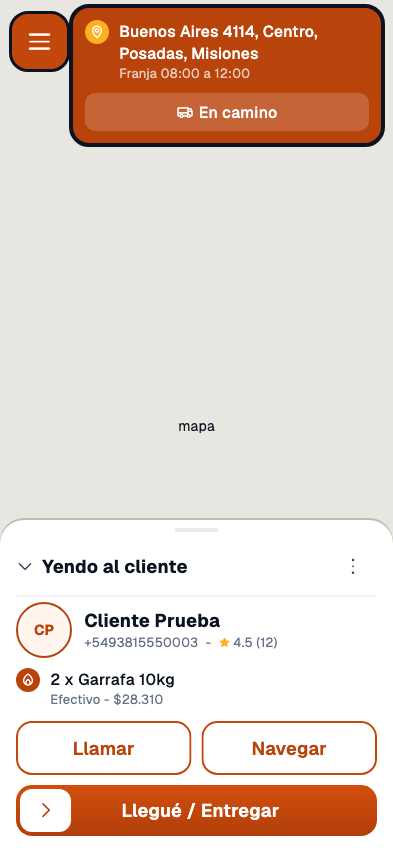 Buenos Aires 4114, Centro,
Posadas, Misiones
Franja 08:00 a 12:00
En camino
mapa
Yendo al cliente
CP
Cliente Prueba
+5493815550003 - 4.5 (12)
2 x Garrafa 10kg
Efectivo - $28.310
Llamar
Navegar
Llegué / Entregar